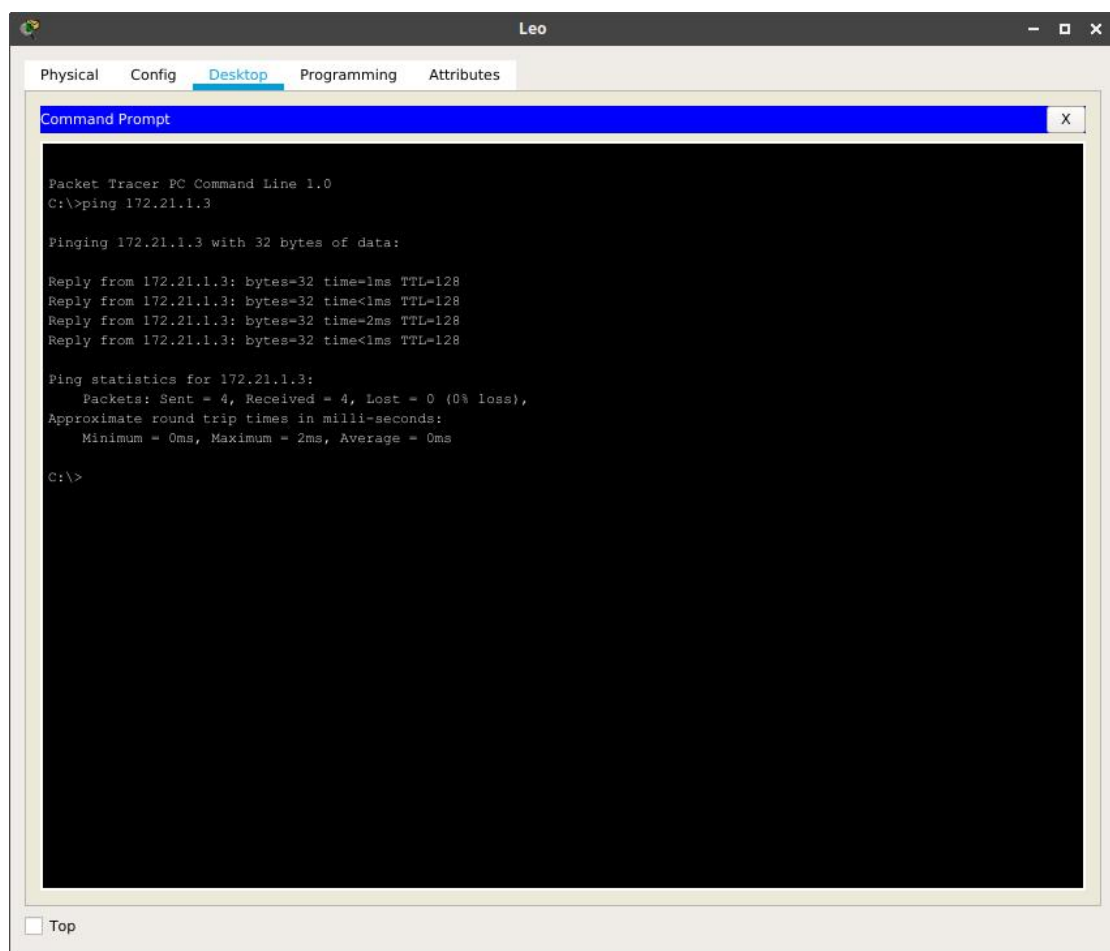 Leo
Physical Config Desktop Programming Attributes
Command Prompt X
Packet Tracer PC Command Line 1.0
C:\>ping 172.21.1.3
Pinging 172.21.1.3 with 32 bytes of data:
Reply from 172.21.1.3: bytes=32 time=1ms TTL=128
Reply from 172.21.1.3: bytes=32 time<1ms TTL=128
Reply from 172.21.1.3: bytes=32 time=2ms TTL=128
Reply from 172.21.1.3: bytes=32 time<1ms TTL=128
Ping statistics for 172.21.1.3:
Packets: Sent = 4, Received = 4, Lost = 0 (0% loss),
Approximate round trip times in milli-seconds:
Minimum = 0ms, Maximum = 2ms, Average = 0ms
C:\>
Top